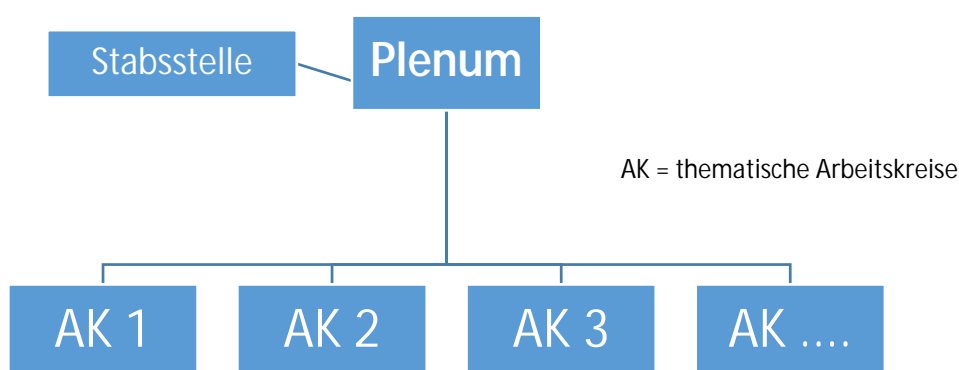 Stabsstelle
Plenum
AK = thematische Arbeitskreise
AK 1
AK 2
AK 3
AK ....